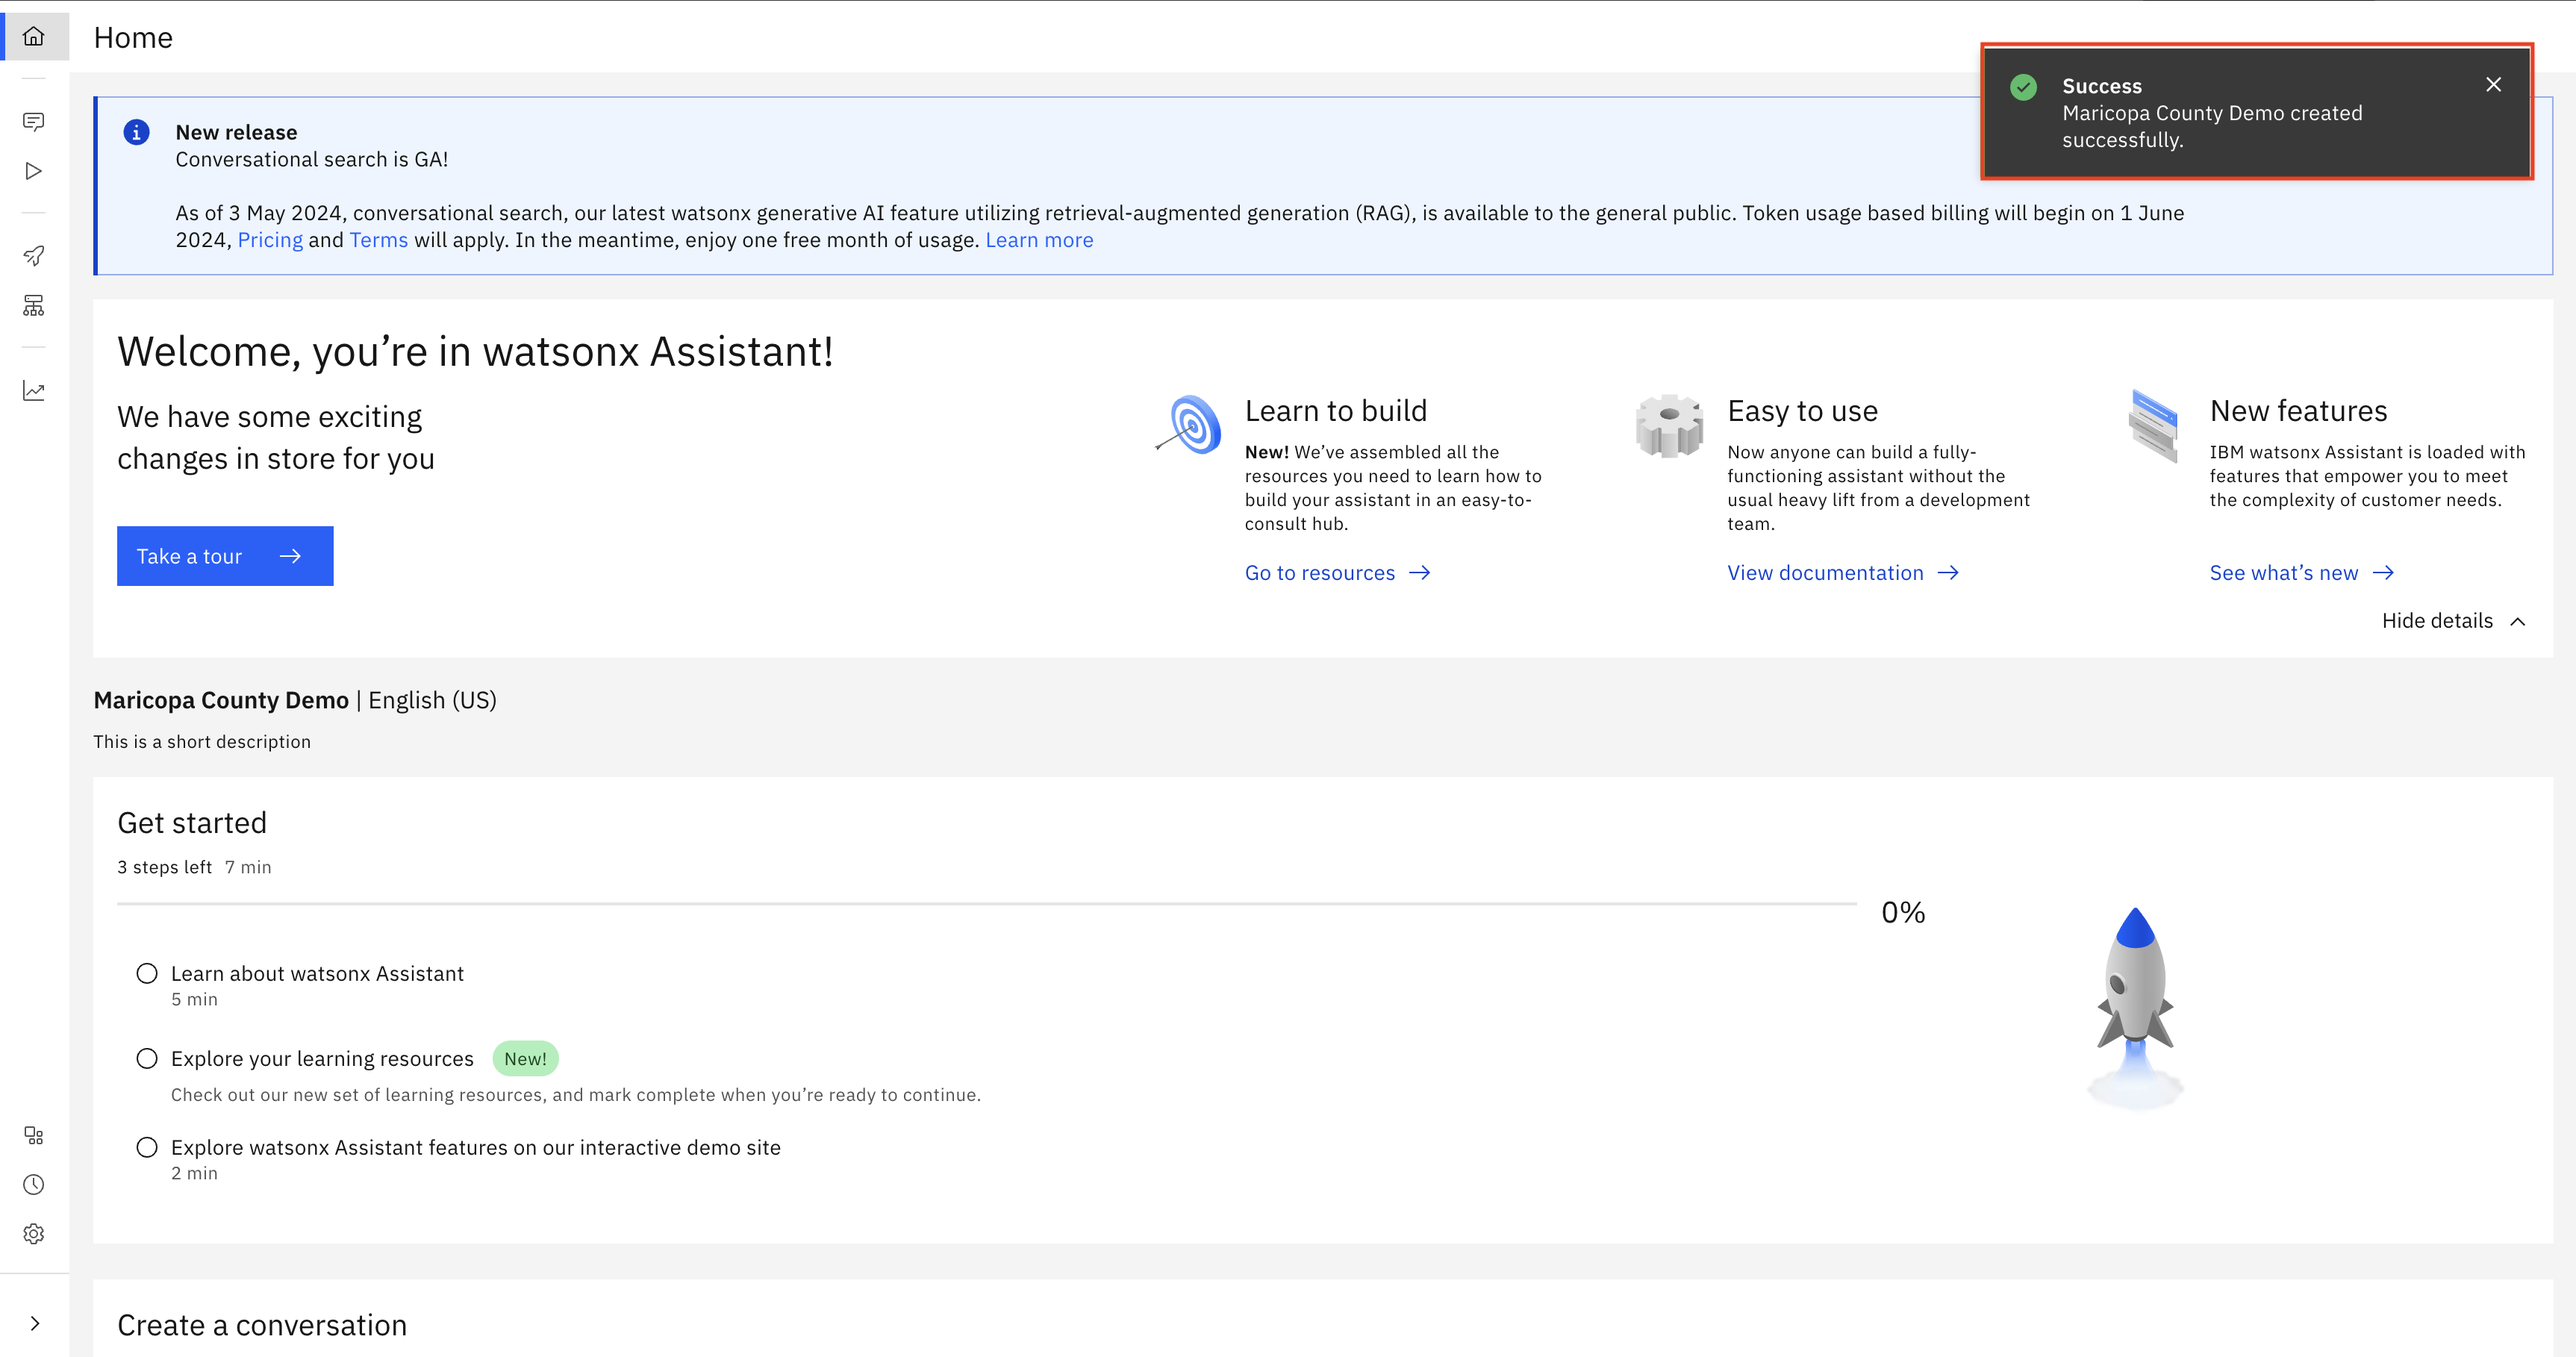 Home
Success
Maricopa County Demo created
successfully.
New release
Conversational search is GA!
As of 3 May 2024, conversational search, our latest watsonx generative AI feature utilizing retrieval-augmented generation (RAG), is available to the general public. Token usage based billing will begin on 1 June
2024, Pricing and Terms will apply. In the meantime, enjoy one free month of usage. Learn more
Welcome, you’re in watsonx Assistant!
We have some exciting
changes in store for you
Take a tour
Learn to build
New! We’ve assembled all the
resources you need to learn how to
build your assistant in an easy-to-
consult hub.
Go to resources
Easy to use
Now anyone can build a fully-
functioning assistant without the
usual heavy lift from a development
team.
View documentation
New features
IBM watsonx Assistant is loaded with
features that empower you to meet
the complexity of customer needs.
See what’s new
Hide details
Maricopa County Demo | English (US)
This is a short description
Get started
3 steps left 7 min
0%
Learn about watsonx Assistant
5 min
Explore your learning resources New!
Check out our new set of learning resources, and mark complete when you’re ready to continue.
Explore watsonx Assistant features on our interactive demo site
2 min
Create a conversation